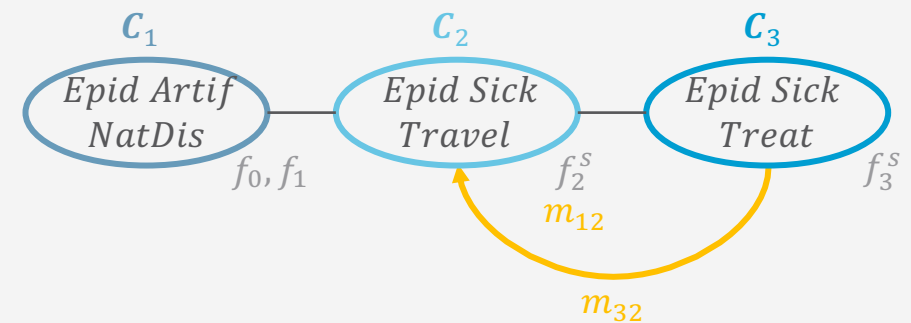 C₁ C₂ C₃
Epid Artif Epid Sick Epid Sick
NatDis Travel Treat
f₀, f₁ f₂ˢ f₃ˢ
m₁₂
m₃₂